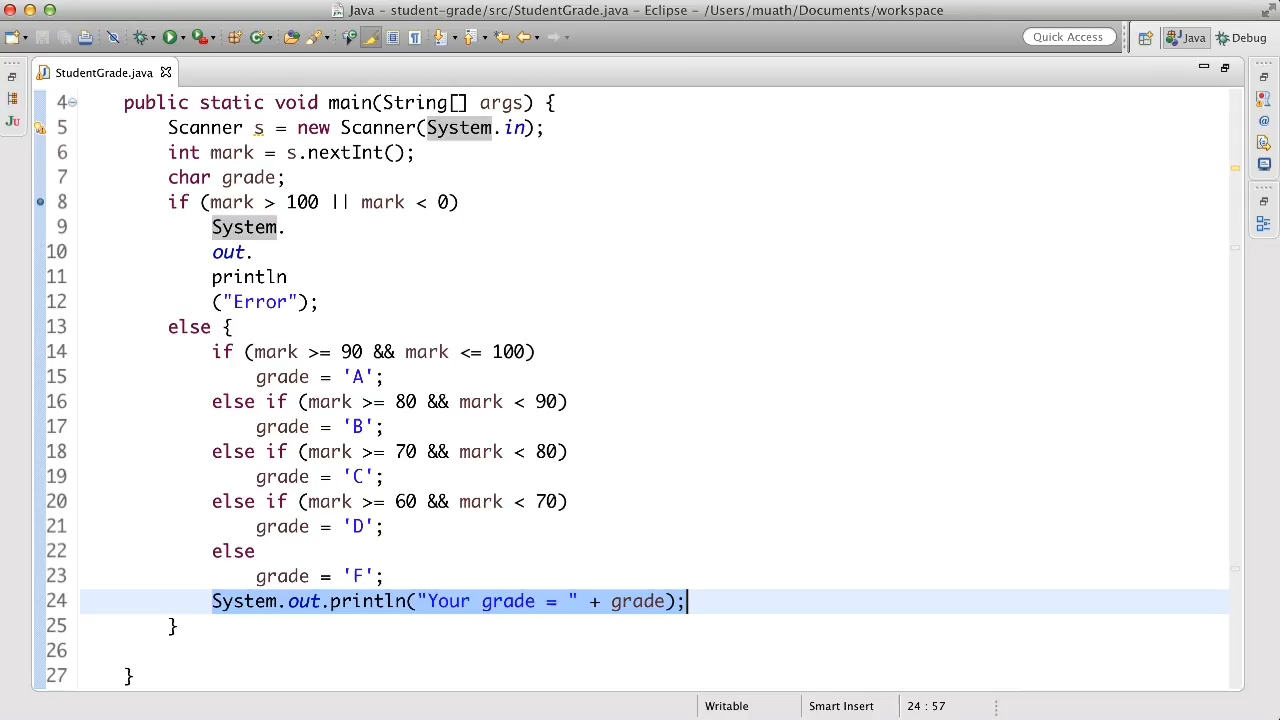 Java - student-grade/src/StudentGrade.java - Eclipse - /Users/muath/Documents/workspace
Quick Access
Java
Debug
StudentGrade.java
Ju
4 public static void main(String[] args) {
5 Scanner s = new Scanner(System.in);
6 int mark = s.nextInt();
7 char grade;
8 if (mark > 100 || mark < 0)
9 System.
10 out.
11 println
12 ("Error");
13 else {
14 if (mark >= 90 && mark <= 100)
15 grade = 'A';
16 else if (mark >= 80 && mark < 90)
17 grade = 'B';
18 else if (mark >= 70 && mark < 80)
19 grade = 'C';
20 else if (mark >= 60 && mark < 70)
21 grade = 'D';
22 else
23 grade = 'F';
24 System.out.println("Your grade = " + grade);
25 }
26
27 }
Writable
Smart Insert
24 : 57